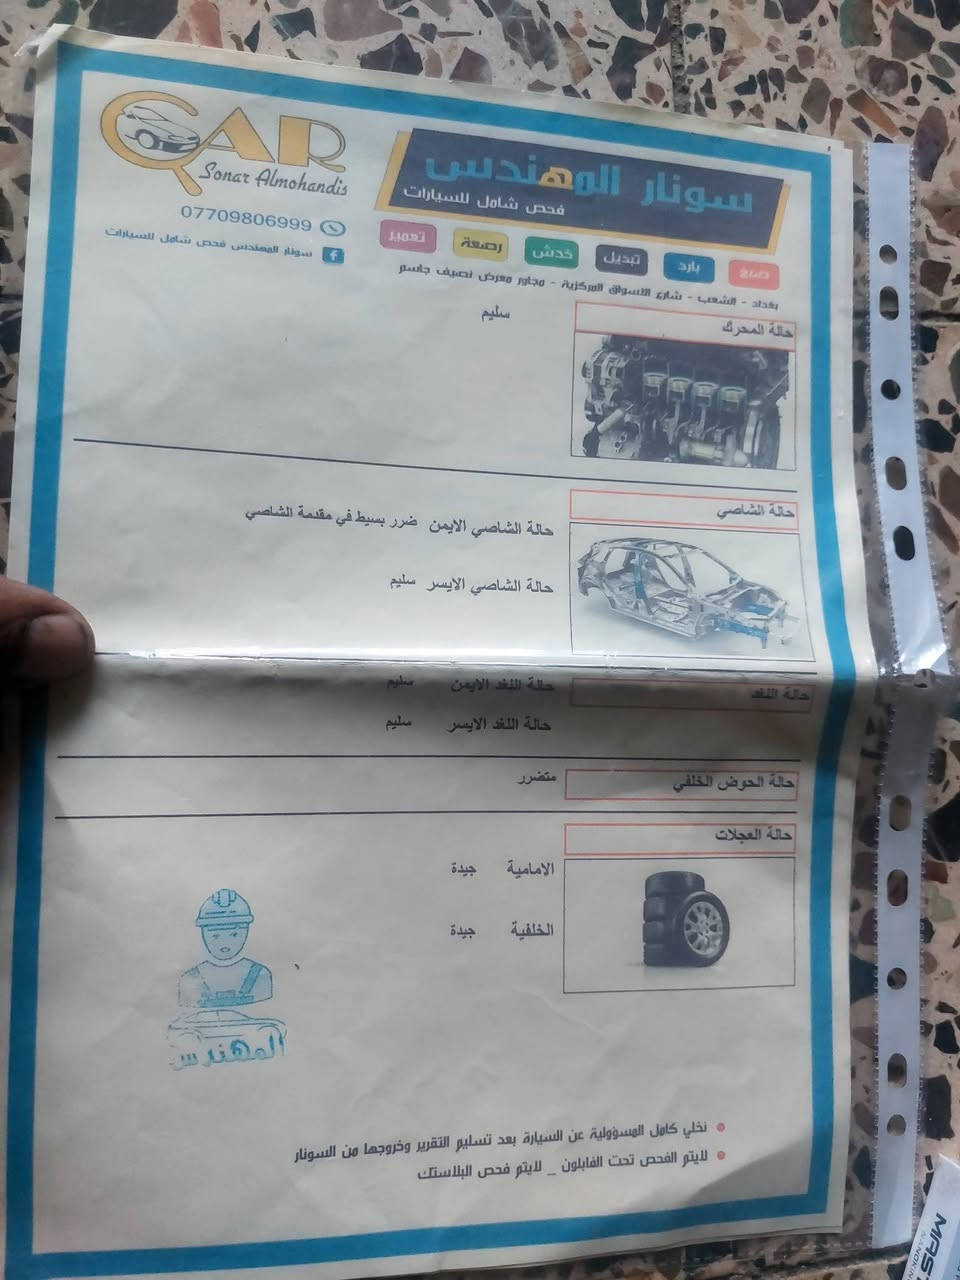 CAR
Sonar Almohandis
سونار المهندس
فحص شامل للسيارات
07709806999
سونار المهندس فحص شامل للسيارات
صبغ بارد تبديل خدش رصعة تعمير
بغداد - الشعب - شارع الاسواق المركزية - مجاور معرض نصيف جاسم
حالة المحرك
سليم
حالة الشاصي
حالة الشاصي الايمن ضرر بسيط في مقدمة الشاصي
حالة الشاصي الايسر سليم
حالة اللغد
حالة اللغد الايمن سليم
حالة اللغد الايسر سليم
حالة الحوض الخلفي متضرر
حالة العجلات
الامامية جيدة
الخلفية جيدة
المهندس
نخلي كامل المسؤولية عن السيارة بعد تسليم التقرير وخروجها من السونار
لايتم الفحص تحت الفايلون _ لايتم فحص البلاستك
MAS